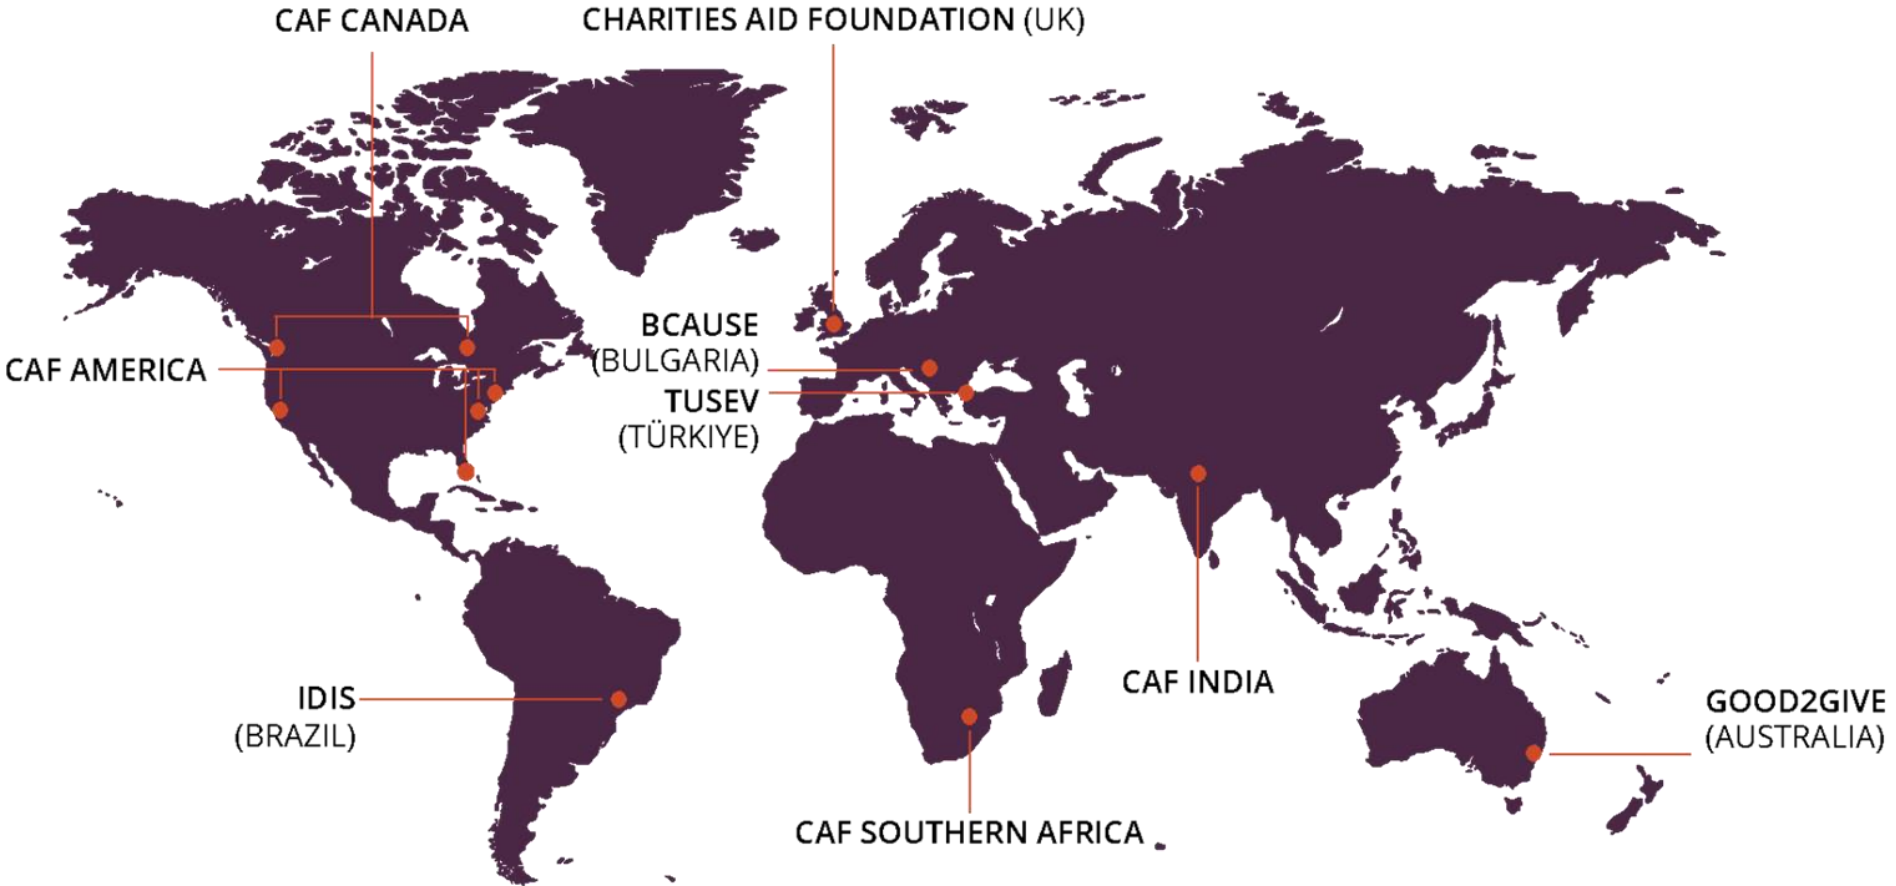 CAF CANADA
CHARITIES AID FOUNDATION (UK)
BCAUSE
(BULGARIA)
CAF AMERICA
TUSEV
(TÜRKIYE)
CAF INDIA
IDIS
(BRAZIL)
GOOD2GIVE
(AUSTRALIA)
CAF SOUTHERN AFRICA